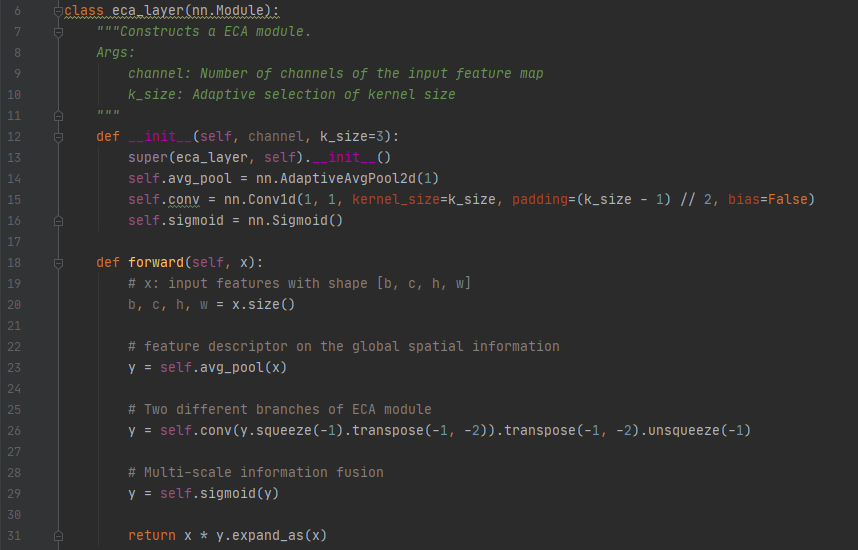 6 class eca_layer(nn.Module):
7     """Constructs a ECA module.
8     Args:
9         channel: Number of channels of the input feature map
10         k_size: Adaptive selection of kernel size
11     """
12     def __init__(self, channel, k_size=3):
13         super(eca_layer, self).__init__()
14         self.avg_pool = nn.AdaptiveAvgPool2d(1)
15         self.conv = nn.Conv1d(1, 1, kernel_size=k_size, padding=(k_size - 1) // 2, bias=False)
16         self.sigmoid = nn.Sigmoid()
17
18     def forward(self, x):
19         # x: input features with shape [b, c, h, w]
20         b, c, h, w = x.size()
21
22         # feature descriptor on the global spatial information
23         y = self.avg_pool(x)
24
25         # Two different branches of ECA module
26         y = self.conv(y.squeeze(-1).transpose(-1, -2)).transpose(-1, -2).unsqueeze(-1)
27
28         # Multi-scale information fusion
29         y = self.sigmoid(y)
30
31         return x * y.expand_as(x)